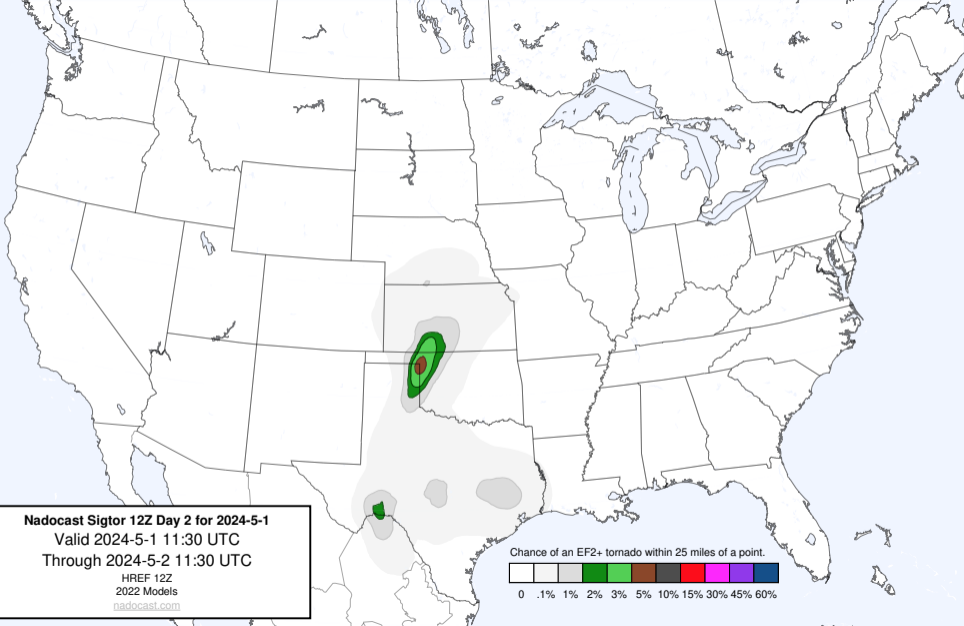 Nadocast Sigtor 12Z Day 2 for 2024-5-1
Valid 2024-5-1 11:30 UTC
Through 2024-5-2 11:30 UTC
HREF 12Z
2022 Models
nadocast.com
Chance of an EF2+ tornado within 25 miles of a point.
0 .1% 1% 2% 3% 5% 10% 15% 30% 45% 60%